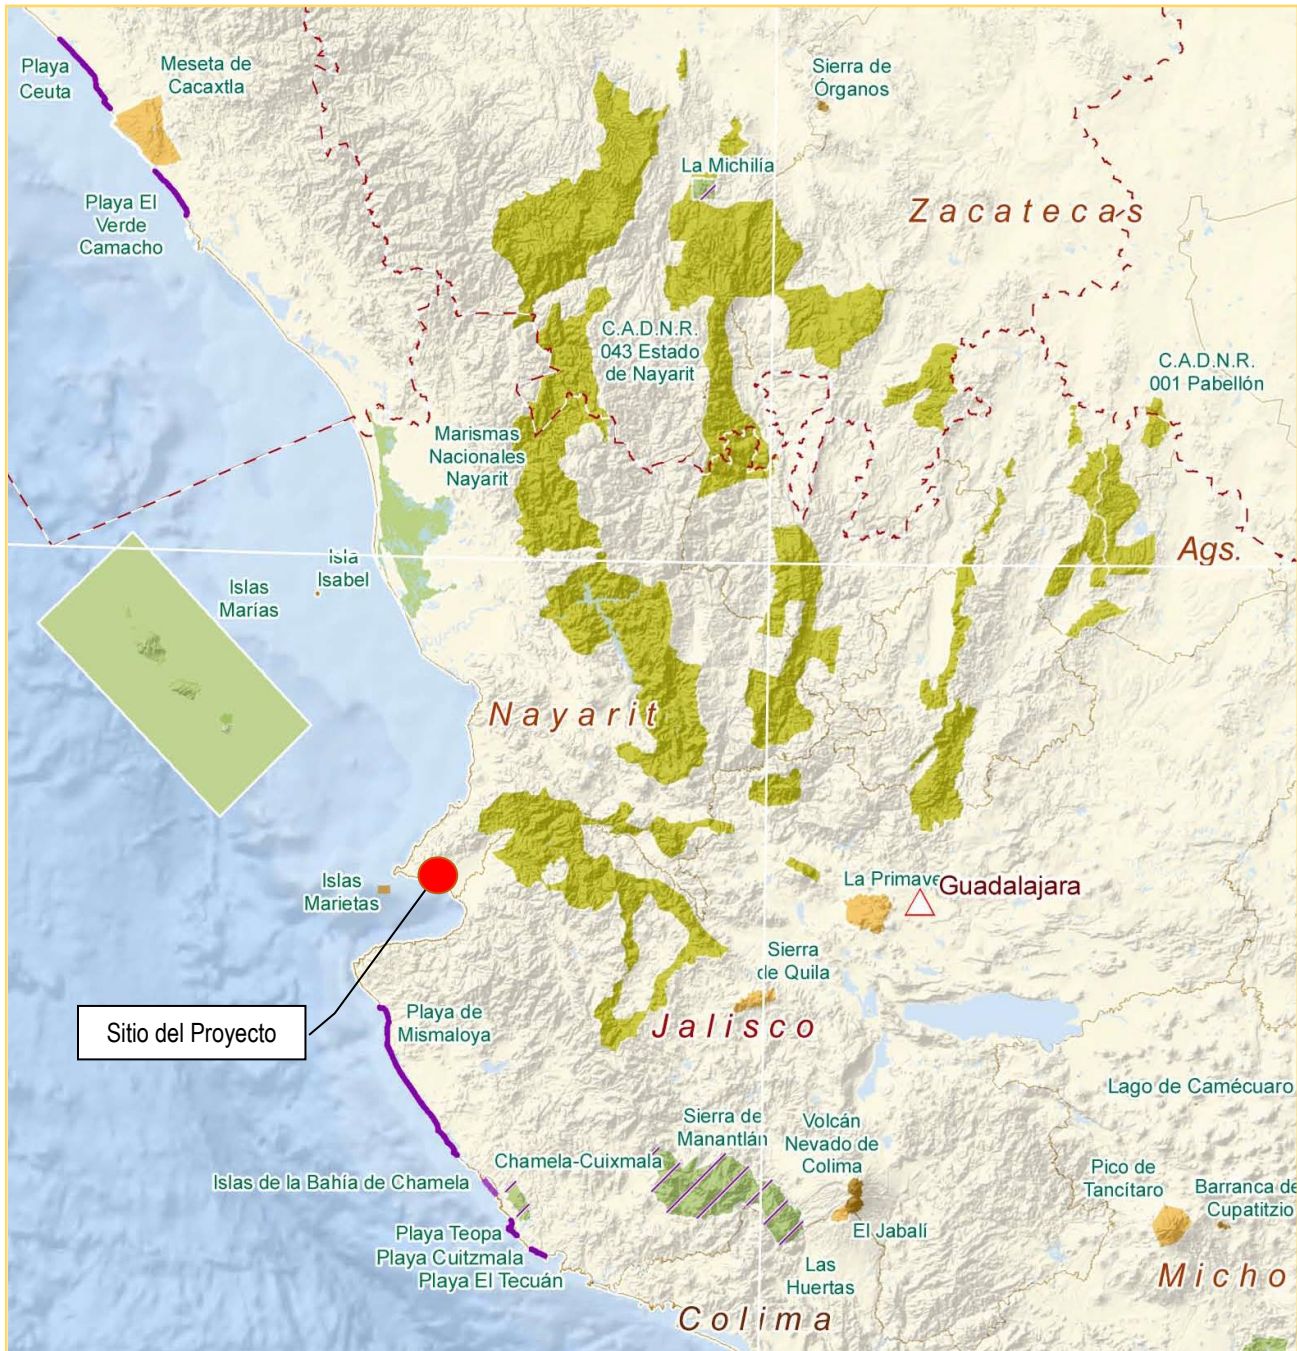 Playa
Ceuta
Meseta de
Cacaxtla
Sierra de
Órganos
La Michilía
Zacatecas
Playa El
Verde
Camacho
C.A.D.N.R.
043 Estado
de Nayarit
C.A.D.N.R.
001 Pabellón
Marismas
Nacionales
Nayarit
Ags.
Isla
Isabel
Islas
Marías
Nayarit
Islas
Marietas
La Primave
Guadalajara
Sierra
de Quila
Sitio del Proyecto
Playa de
Mismaloya
Jalisco
Lago de Camécuaro
Sierra de
Manantlán
Volcán
Nevado de
Colima
Chamela-Cuixmala
Islas de la Bahía de Chamela
Pico de
Tancítaro
Barranca de
Cupatitzio
Playa Teopa
Playa Cuitzmala
Playa El Tecuán
El Jabalí
Las
Huertas
Micho
Colima